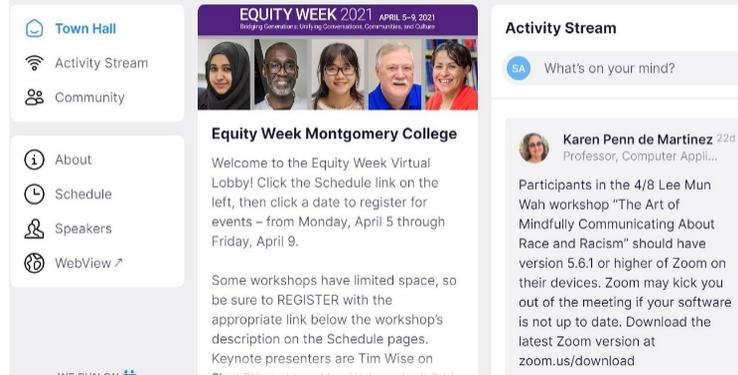 Town Hall
Activity Stream
Community
About
Schedule
Speakers
WebView ↗
WE RUN ON
EQUITY WEEK 2021 APRIL 5–9, 2021
Bridging Generations: Unifying Conversations, Communities, and Culture
Equity Week Montgomery College
Welcome to the Equity Week Virtual
Lobby! Click the Schedule link on the
left, then click a date to register for
events – from Monday, April 5 through
Friday, April 9.
Some workshops have limited space, so
be sure to REGISTER with the
appropriate link below the workshop's
description on the Schedule pages.
Keynote presenters are Tim Wise on
Activity Stream
SA What's on your mind?
Karen Penn de Martinez 22d
Professor, Computer Appli...
Participants in the 4/8 Lee Mun
Wah workshop "The Art of
Mindfully Communicating About
Race and Racism" should have
version 5.6.1 or higher of Zoom on
their devices. Zoom may kick you
out of the meeting if your software
is not up to date. Download the
latest Zoom version at
zoom.us/download